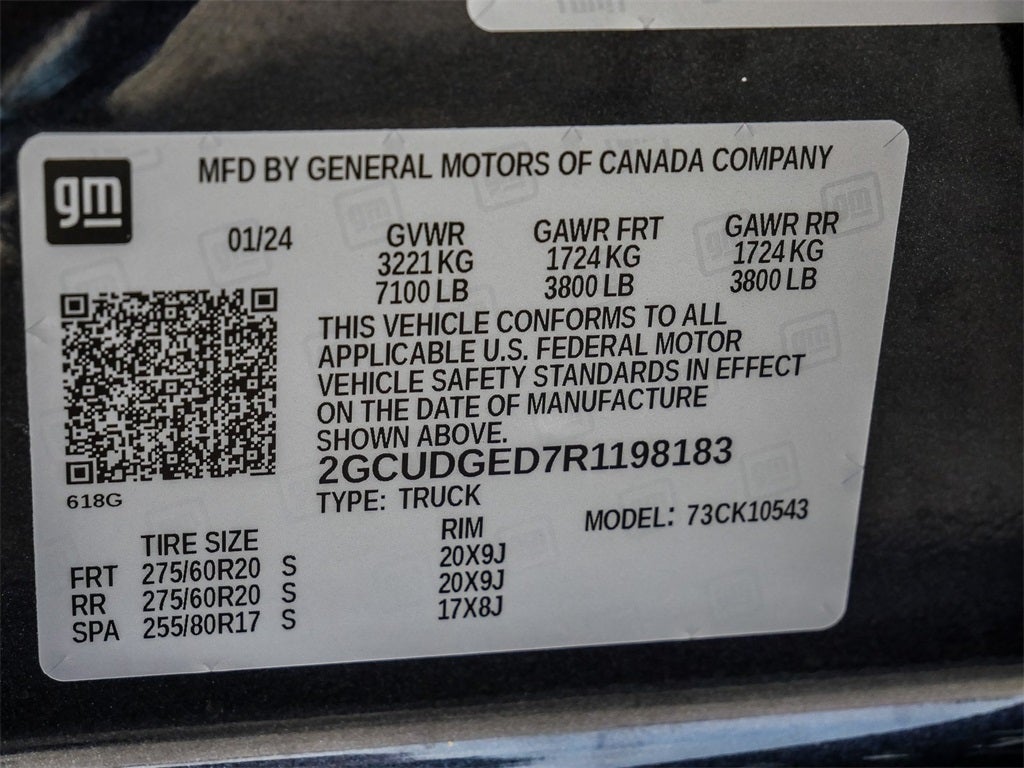 gm
MFD BY GENERAL MOTORS OF CANADA COMPANY
01/24
GVWR GAWR FRT GAWR RR
3221 KG 1724 KG 1724 KG
7100 LB 3800 LB 3800 LB
THIS VEHICLE CONFORMS TO ALL
APPLICABLE U.S. FEDERAL MOTOR
VEHICLE SAFETY STANDARDS IN EFFECT
ON THE DATE OF MANUFACTURE
SHOWN ABOVE.
2GCUDGED7R1198183
618G
TYPE: TRUCK
MODEL: 73CK10543
TIRE SIZE RIM
FRT 275/60R20 S 20X9J
RR 275/60R20 S 20X9J
SPA 255/80R17 S 17X8J